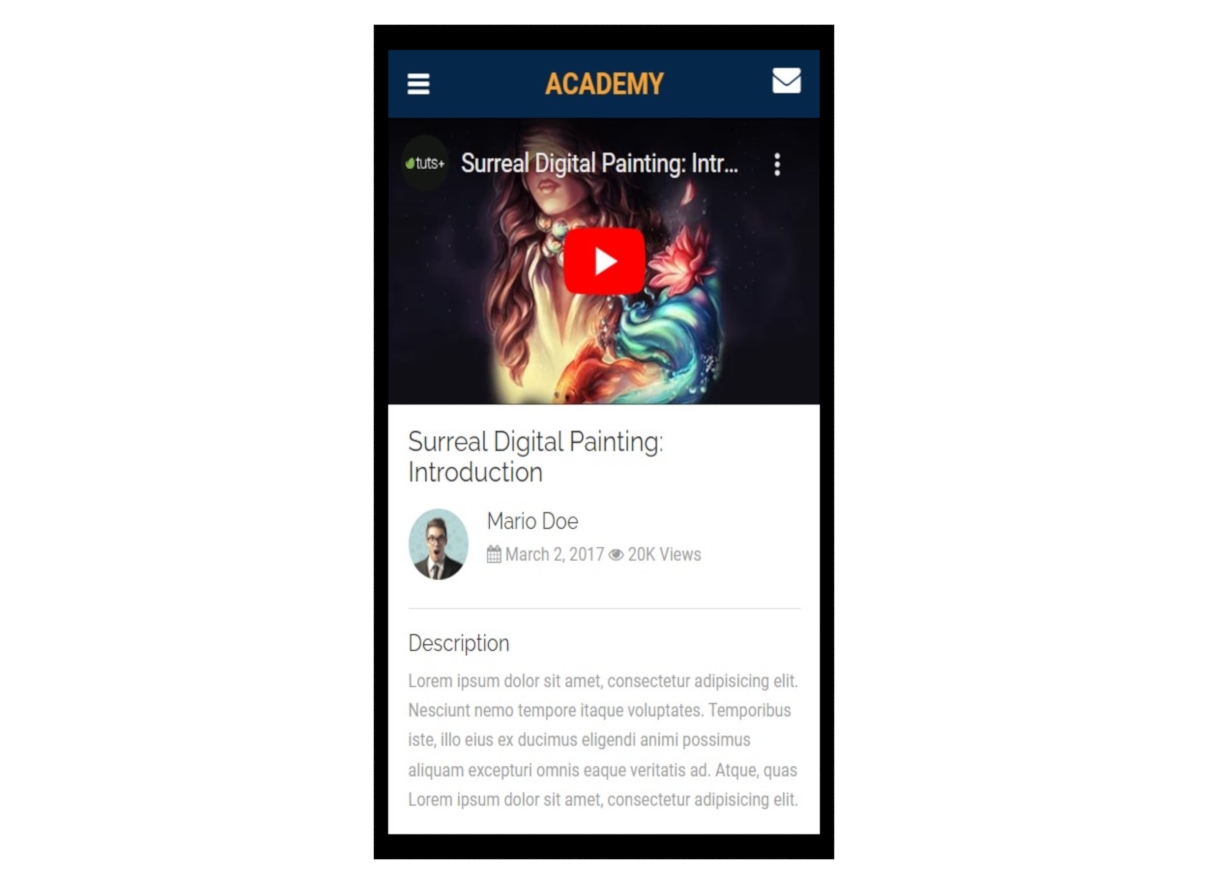 ACADEMY
tuts+ Surreal Digital Painting: Intr...
Surreal Digital Painting:
Introduction
Mario Doe
March 2, 2017 20K Views
Description
Lorem ipsum dolor sit amet, consectetur adipisicing elit.
Nesciunt nemo tempore itaque voluptates. Temporibus
iste, illo eius ex ducimus eligendi animi possimus
aliquam excepturi omnis eaque veritatis ad. Atque, quas
Lorem ipsum dolor sit amet, consectetur adipisicing elit.